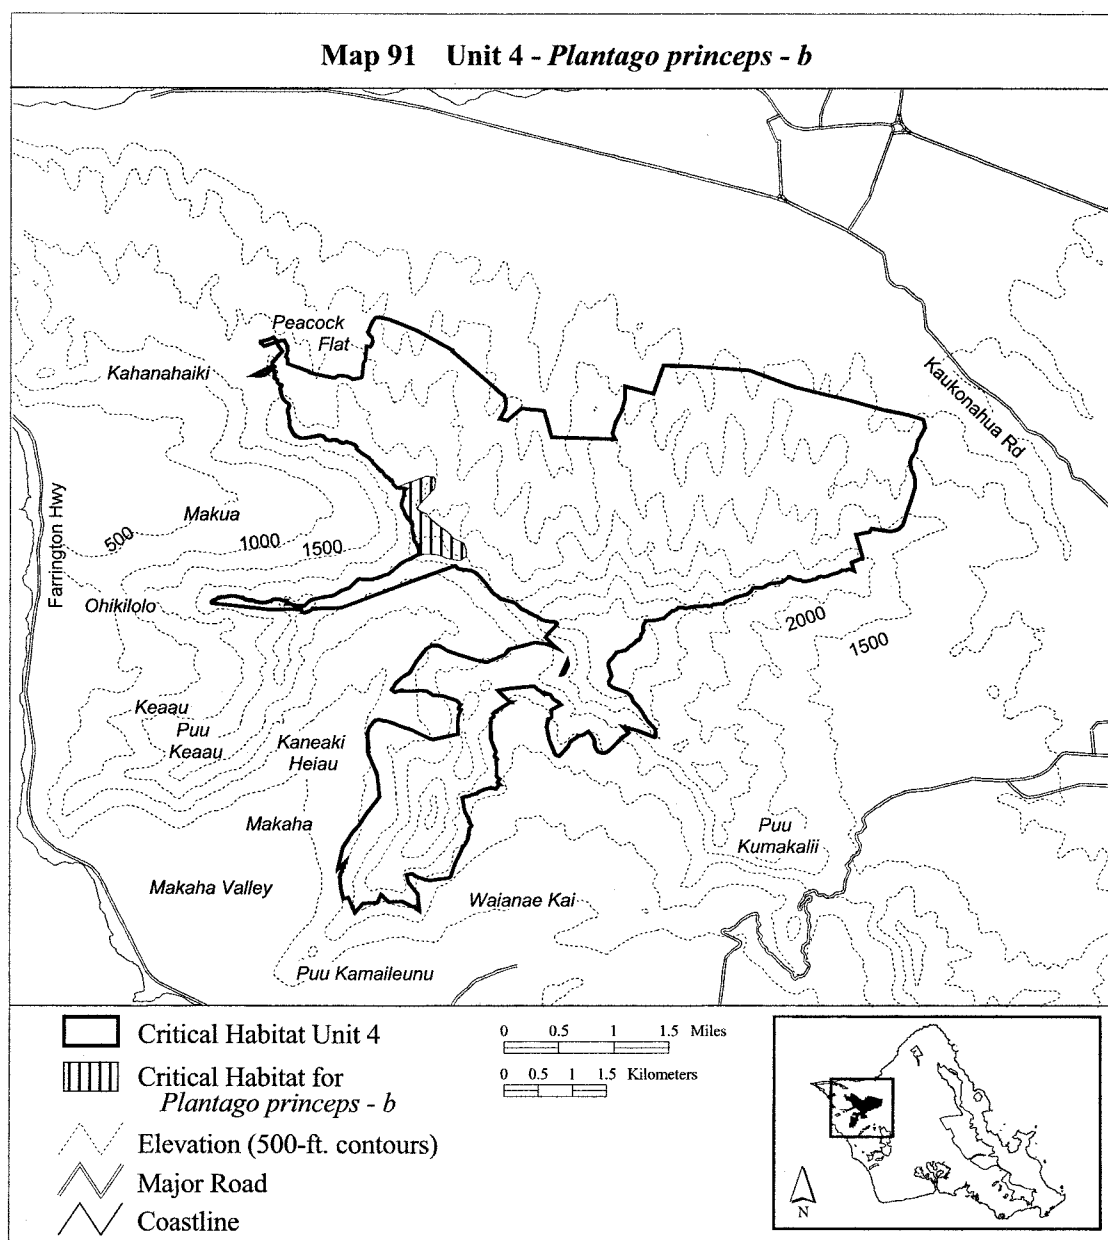 Map 91 Unit 4 - Plantago princeps - b
Peacock
Flat
Kahanahaiki
Kaukonahua Rd
Farrington Hwy
Makua
500
1000
1500
Ohikilolo
2000
1500
Keaau
Puu
Keaau
Kaneaki
Heiau
Makaha
Puu
Kumakalii
Makaha Valley
Waianae Kai
Puu Kamaileunu
Critical Habitat Unit 4
Critical Habitat for
Plantago princeps - b
Elevation (500-ft. contours)
Major Road
Coastline
0 0.5 1 1.5 Miles
0 0.5 1 1.5 Kilometers
N